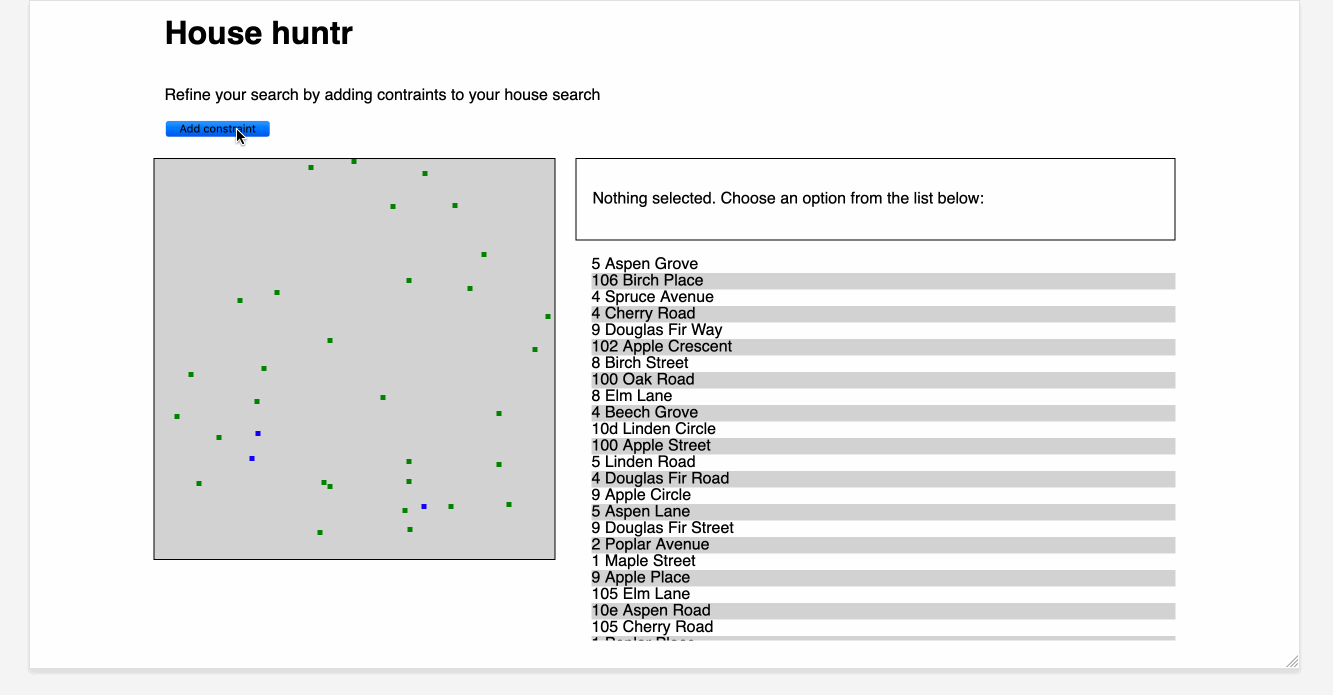 House huntr
Refine your search by adding contraints to your house search
Add constraint
Nothing selected. Choose an option from the list below:
5 Aspen Grove
106 Birch Place
4 Spruce Avenue
4 Cherry Road
9 Douglas Fir Way
102 Apple Crescent
8 Birch Street
100 Oak Road
8 Elm Lane
4 Beech Grove
10d Linden Circle
100 Apple Street
5 Linden Road
4 Douglas Fir Road
9 Apple Circle
5 Aspen Lane
9 Douglas Fir Street
2 Poplar Avenue
1 Maple Street
9 Apple Place
105 Elm Lane
10e Aspen Road
105 Cherry Road